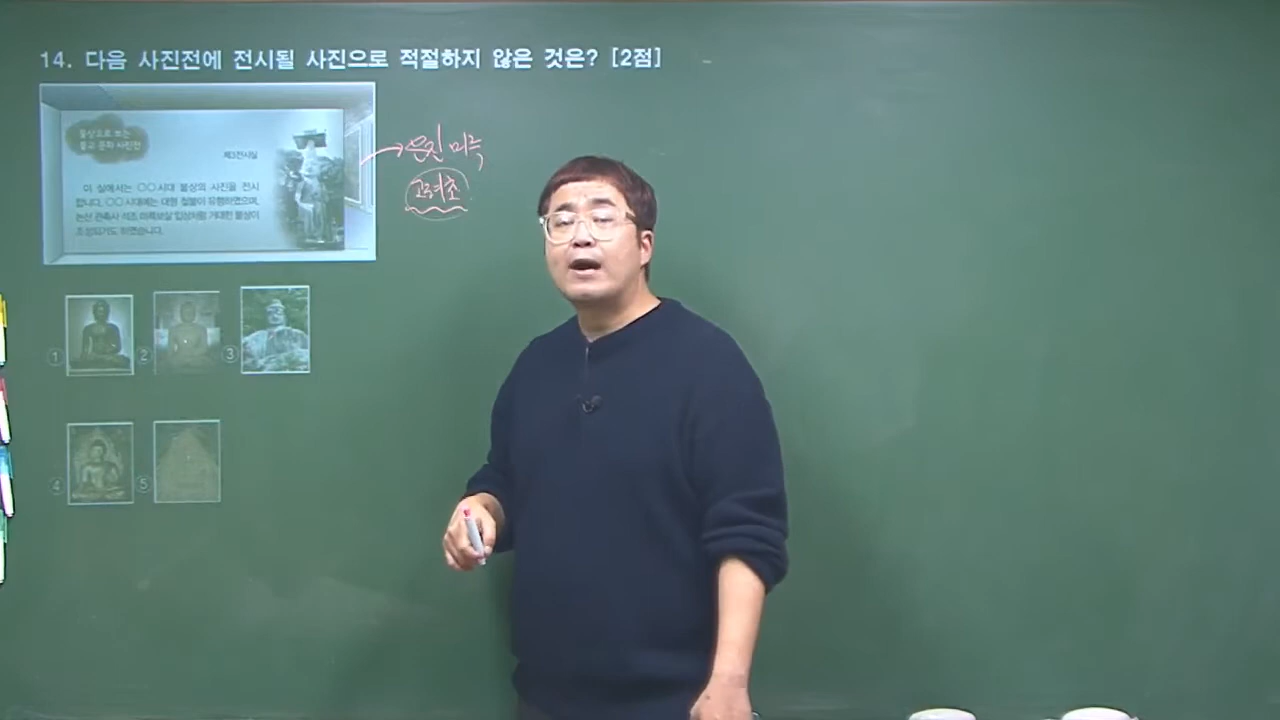 14. 다음 사진전에 전시될 사진으로 적절하지 않은 것은? [2점]
불상으로 보는
불교 문화 사진전
제3전시실
이 실에서는 ○○시대 불상의 사진을 전시
합니다. ○○ 시대에는 대형 철불이 유행하였으며,
논산 관촉사 석조 미륵보살 입상처럼 거대한 불상이
조성되기도 하였습니다.
은진 미륵
고려초
① ② ③
④ ⑤